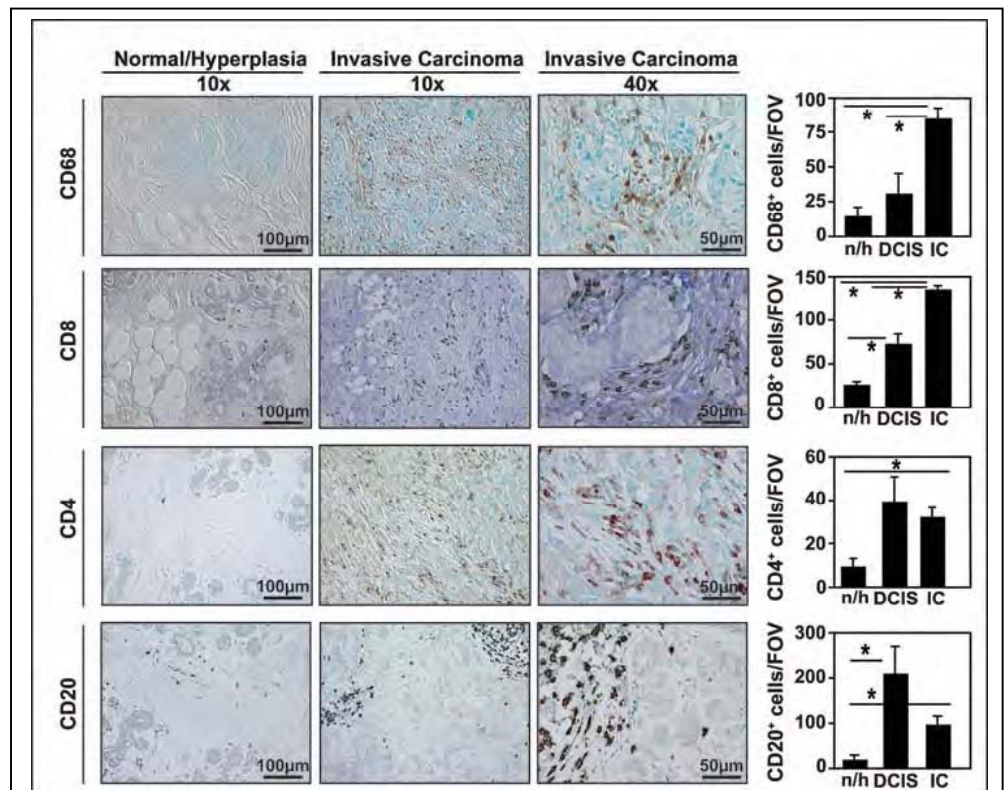 Normal/Hyperplasia Invasive Carcinoma Invasive Carcinoma
10x 10x 40x
CD68
100µm
50µm
CD68⁺ cells/FOV
100
75
50
25
0
* *
n/h DCIS IC
CD8
100µm
50µm
CD8⁺ cells/FOV
150
100
50
0
* *
*
n/h DCIS IC
CD4
100µm
50µm
CD4⁺ cells/FOV
60
40
20
0
*
n/h DCIS IC
CD20
100µm
50µm
CD20⁺ cells/FOV
300
200
100
0
*
*
n/h DCIS IC